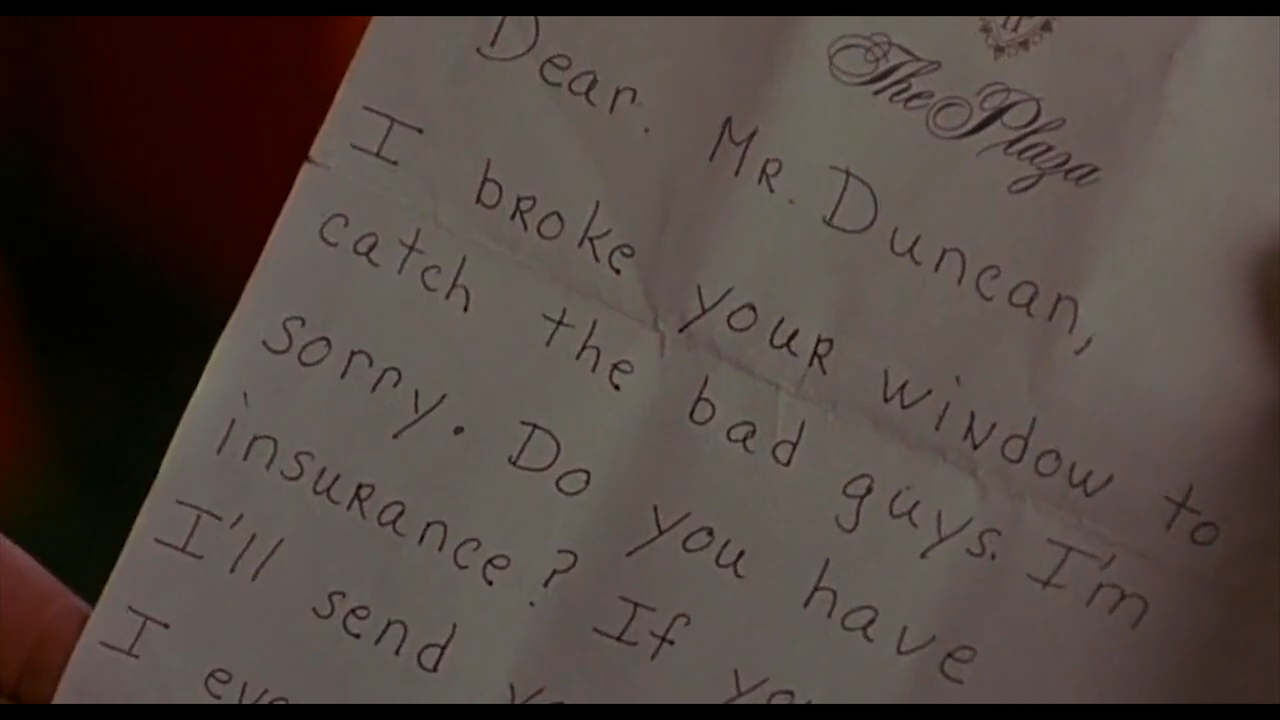 The Plaza
Dear. Mr. Duncan,
I broke your window to
catch the bad guys. I'm
sorry. Do you have
insurance? If
I'll send
I